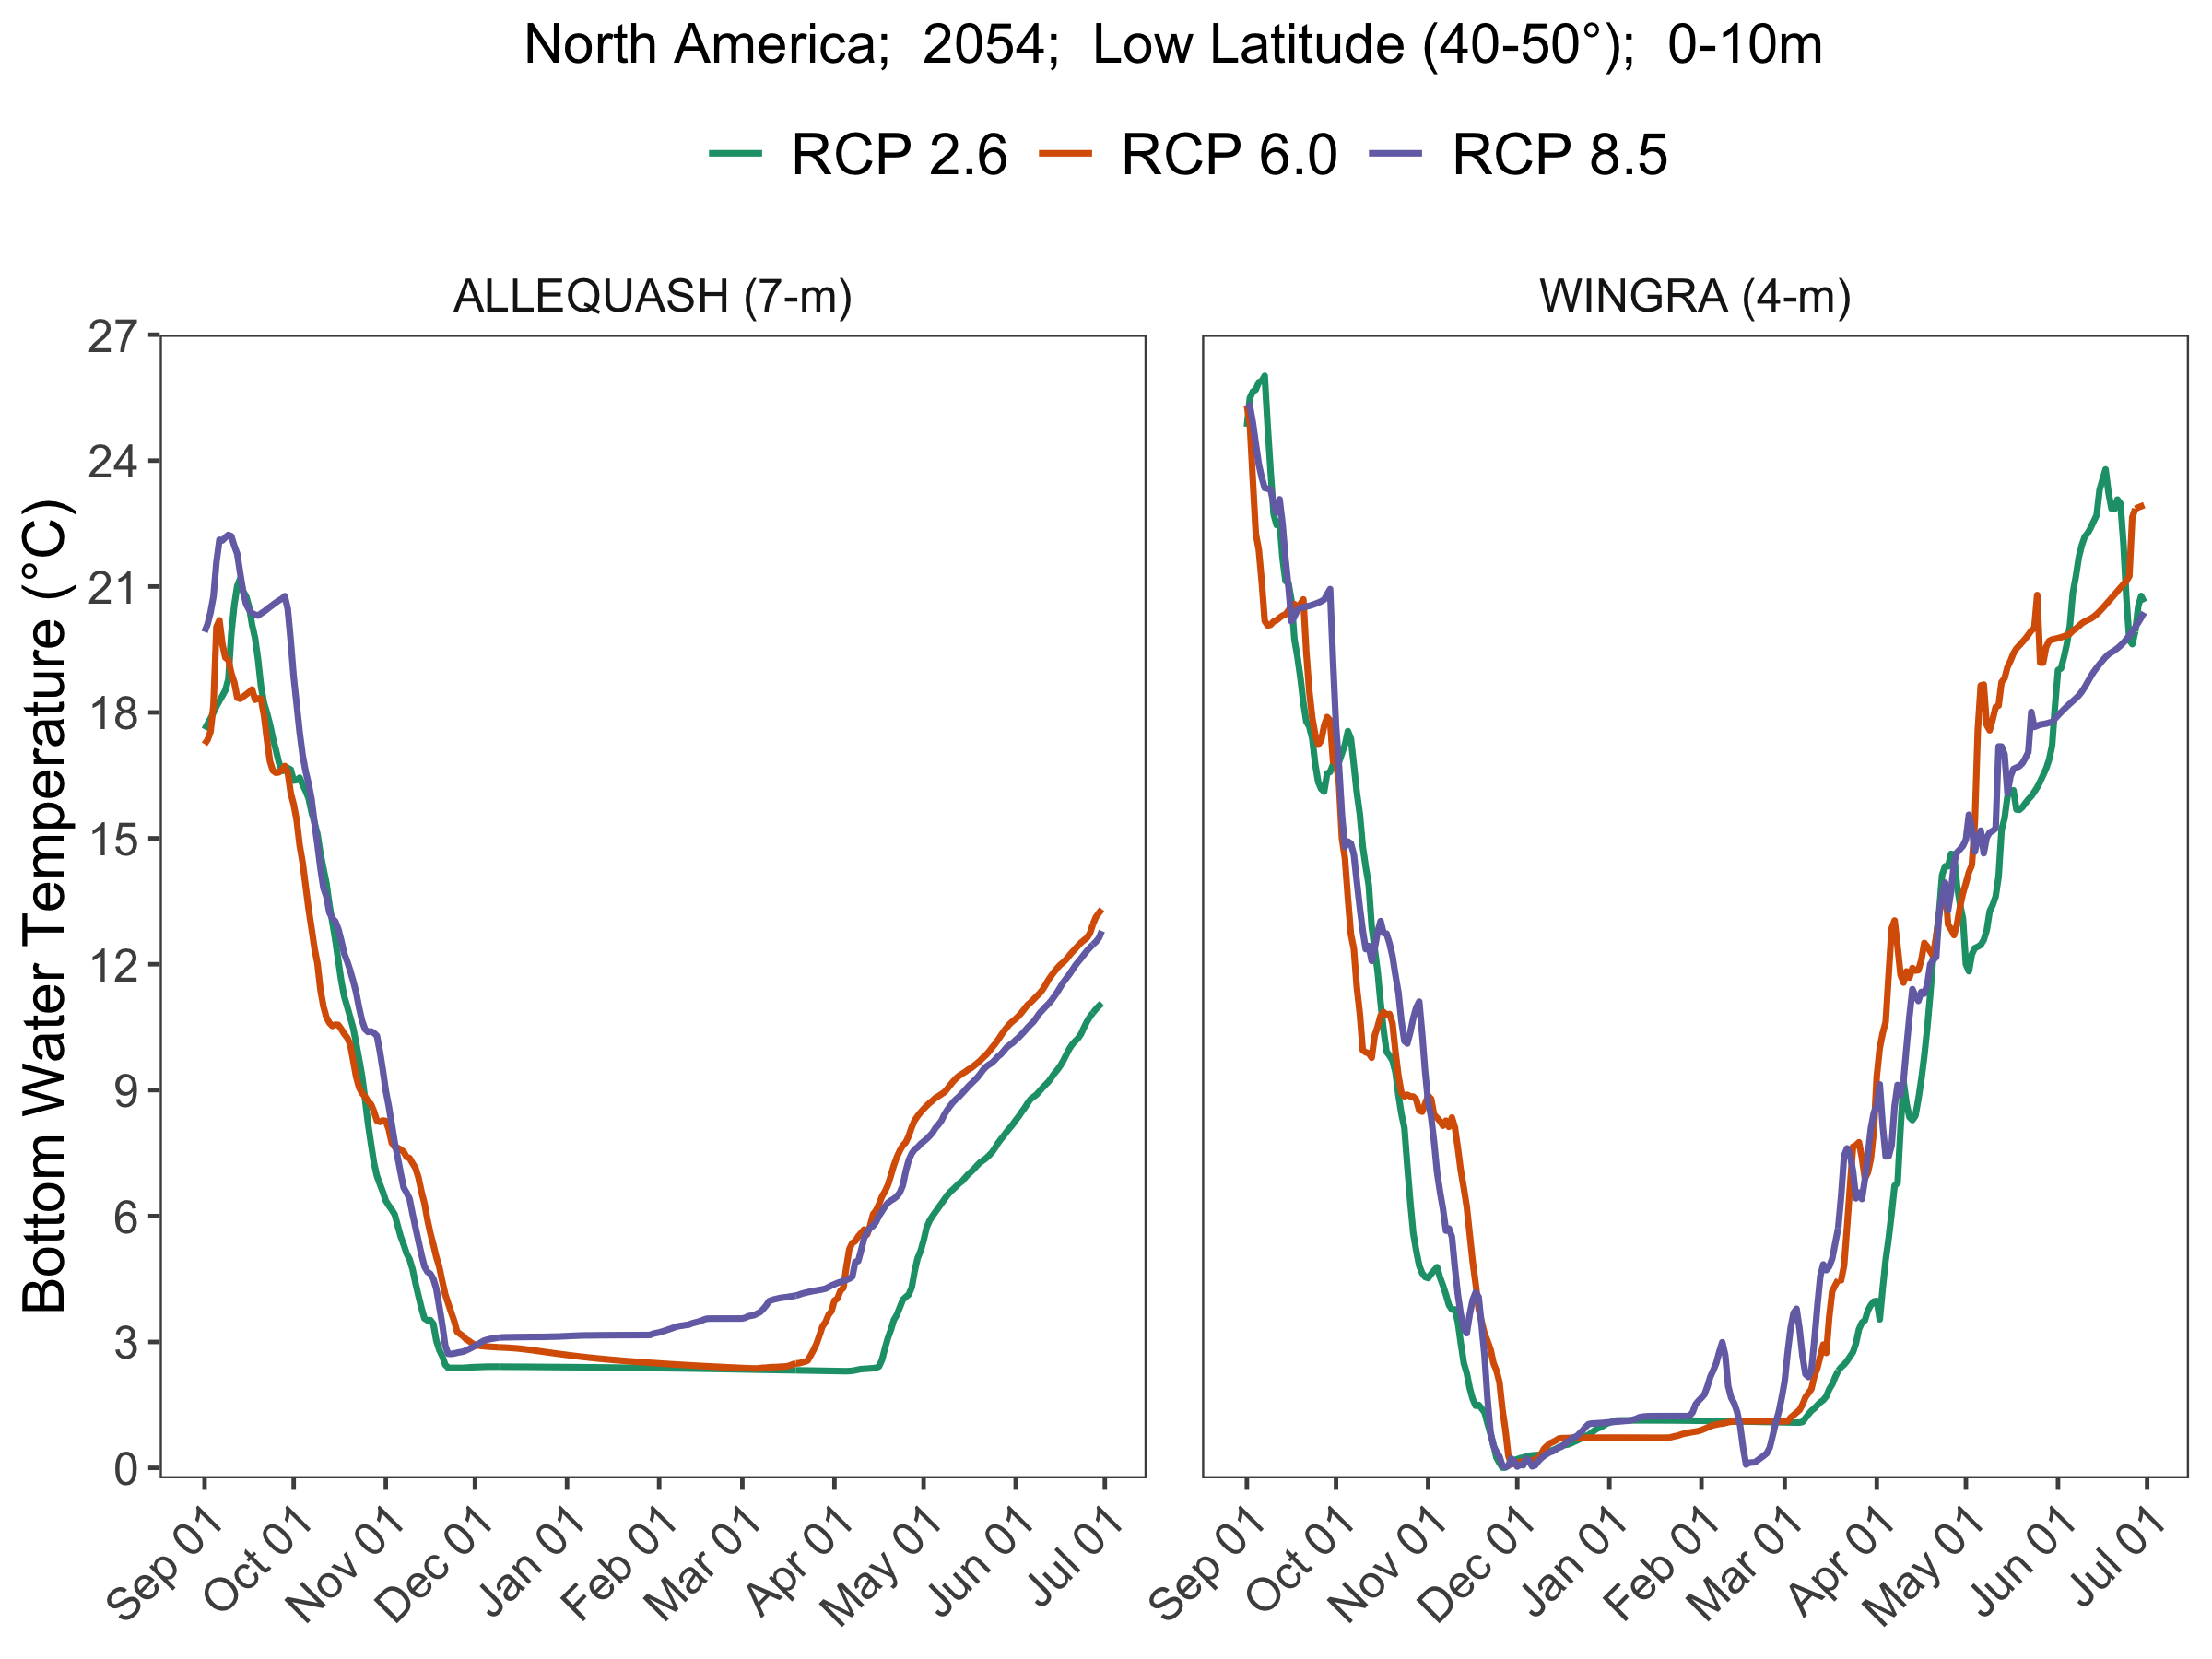 North America;  2054;  Low Latitude (40-50°);  0-10m
RCP 2.6 RCP 6.0 RCP 8.5
ALLEQUASH (7-m) WINGRA (4-m)
Bottom Water Temperature (°C)
27
24
21
18
15
12
9
6
3
0
Sep 01 Oct 01 Nov 01 Dec 01 Jan 01 Feb 01 Mar 01 Apr 01 May 01 Jun 01 Jul 01 Sep 01 Oct 01 Nov 01 Dec 01 Jan 01 Feb 01 Mar 01 Apr 01 May 01 Jun 01 Jul 01